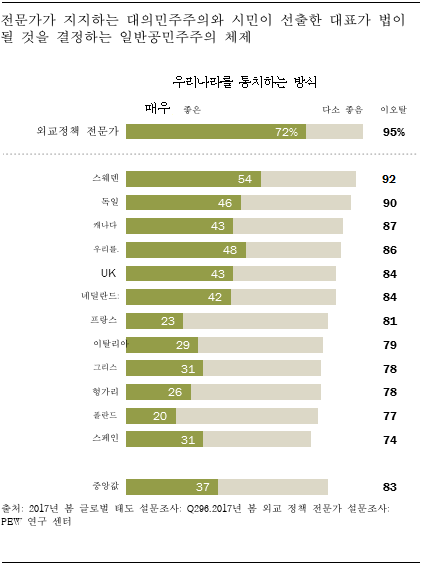 전문가가 지지하는 대의민주주의와 시민이 선출한 대표가 법이
될 것을 결정하는 일반공민주주의 체제
우리나라를 통치하는 방식
매우 좋은 다소 좋음 이오탈
외교정책 전문가 72% 95%
스웨덴 54 92
독일 46 90
캐나다 43 87
우리를. 48 86
UK 43 84
네덜란드: 42 84
프랑스 23 81
이탈리아 29 79
그리스 31 78
헝가리 26 78
폴란드 20 77
스페인 31 74
중앙값 37 83
출처: 2017년 봄 글로벌 태도 설문조사: Q29б.2017년 봄 외교 정책 전문가 설문조사:
PEW 연구 센터